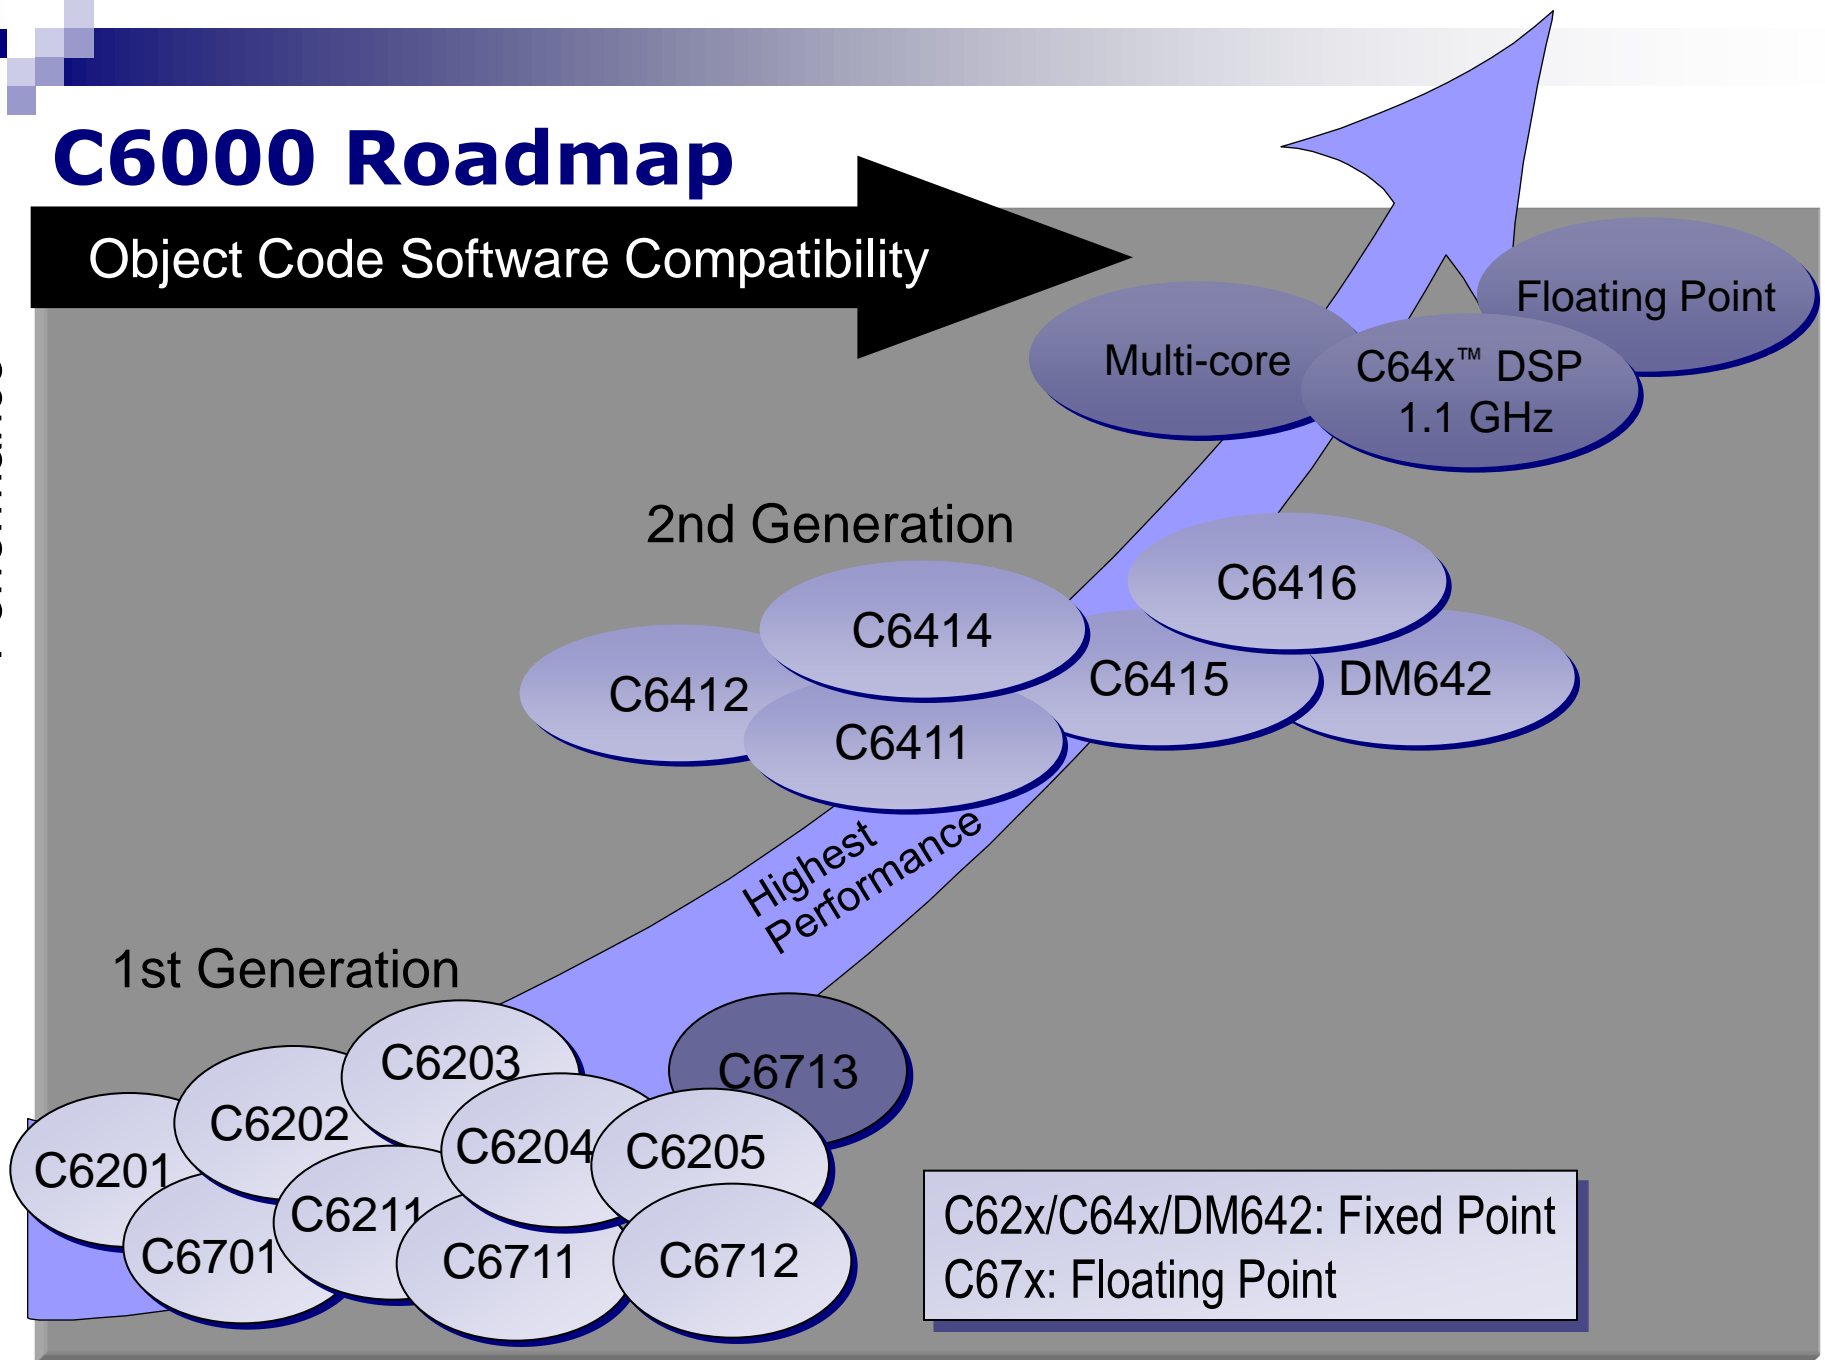 C6000 Roadmap
Object Code Software Compatibility
Floating Point
Multi-core
C64x™ DSP
1.1 GHz
2nd Generation
C6416
C6414
C6415
DM642
C6412
C6411
Highest
Performance
1st Generation
C6203
C6713
C6202
C6204
C6205
C6201
C6211
C6701
C6711
C6712
C62x/C64x/DM642: Fixed Point
C67x: Floating Point